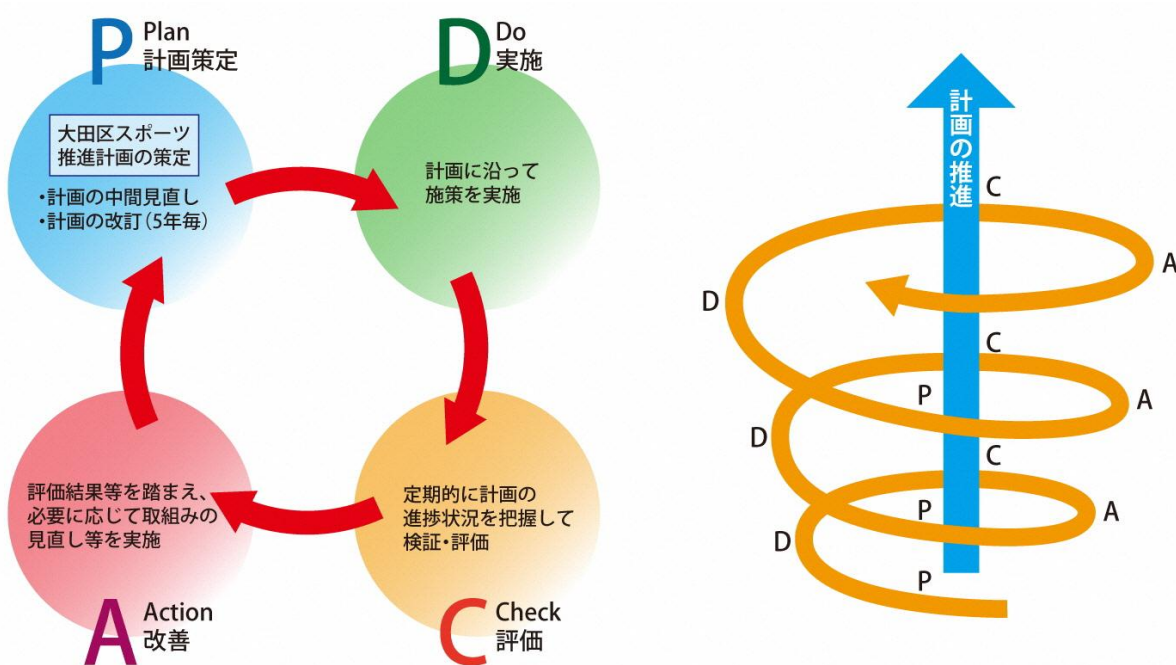 P Plan
計画策定
大田区スポーツ
推進計画の策定
・計画の中間見直し
・計画の改訂（5年毎）
D Do
実施
計画に沿って
施策を実施
評価結果等を踏まえ、
必要に応じて取組みの
見直し等を実施
A Action
改善
定期的に計画の
進捗状況を把握して
検証・評価
C Check
評価
計画の推進
C
A
D
C
P
A
D
C
P
A
D
P